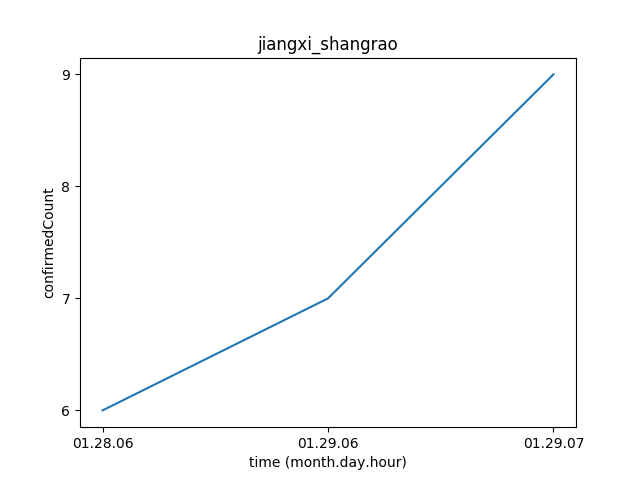 jiangxi_shangrao
9
8
7
6
confirmedCount
01.28.06 01.29.06 01.29.07
time (month.day.hour)